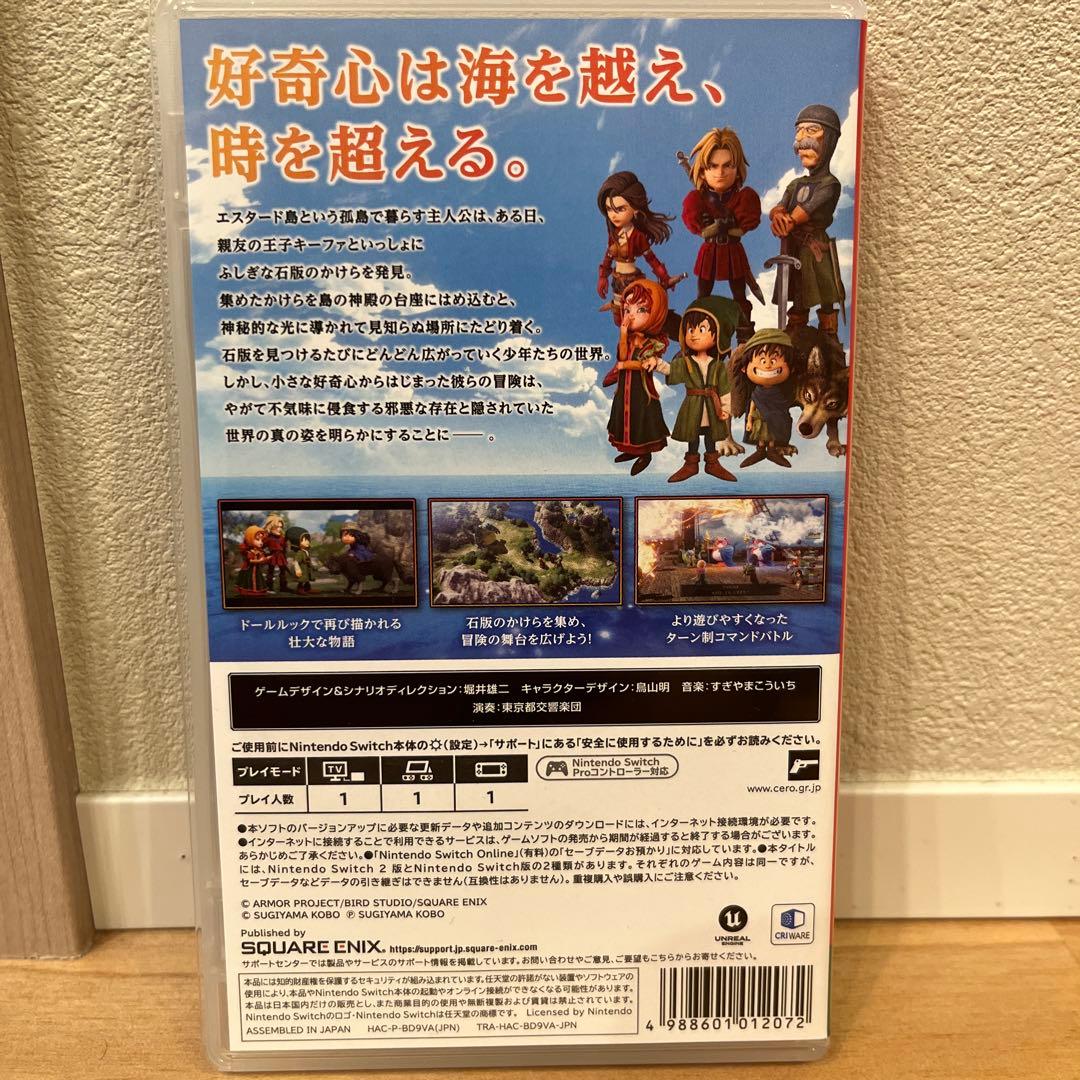 好奇心は海を越え、
時を超える。
エスタード島という孤島で暮らす主人公は、ある日、
親友の王子キーファといっしょに
ふしぎな石版のかけらを発見。
集めたかけらを島の神殿の台座にはめ込むと、
神秘的な光に導かれて見知らぬ場所にたどり着く。
石版を見つけるたびにどんどん広がっていく少年たちの世界。
しかし、小さな好奇心からはじまった彼らの冒険は、
やがて不気味に侵食する邪悪な存在と隠されていた
世界の真の姿を明らかにすることに── 。
ドールルックで再び描かれる
壮大な物語
石版のかけらを集め、
冒険の舞台を広げよう!
より遊びやすくなった
ターン制コマンドバトル
ゲームデザイン&シナリオディレクション:堀井雄二 キャラクターデザイン:鳥山明 音楽:すぎやまこういち
演奏:東京都交響楽団
ご使用前にNintendo Switch本体の(設定)→「サポート」にある「安全に使用するために」を必ずお読みください。
プレイモード TV
Nintendo Switch
Proコントローラー対応
プレイ人数 1 1 1
www.cero.gr.jp
●本ソフトのバージョンアップに必要な更新データや追加コンテンツのダウンロードには、インターネット接続環境が必要です。
●インターネットに接続することで利用できるサービスは、ゲームソフトの発売から期間が経過すると終了する場合がございます。
あらかじめご了承ください。●「Nintendo Switch Online」(有料)の「セーブデータお預かり」に対応しています。●本タイトル
には、Nintendo Switch 2 版とNintendo Switch版の2種類があります。それぞれのゲーム内容は同一ですが、
セーブデータなどデータの引き継ぎはできません(互換性はありません)。重複購入や誤購入にご注意ください。
© ARMOR PROJECT/BIRD STUDIO/SQUARE ENIX
© SUGIYAMA KOBO ℗ SUGIYAMA KOBO
Published by
SQUARE ENIX. https://support.jp.square-enix.com
UNREAL
ENGINE
CRIWARE
サポートセンターでは製品やサービスのサポート情報を掲載しています。お問い合わせやご意見、ご要望もこちらからお寄せください。
本品には知的財産権を保護するセキュリティが組み込まれています。任天堂の許諾がない装置やソフトウェアの
使用により、本品やNintendo Switch本体の起動やオンライン接続ができなくなる可能性があります。
本品は日本国内だけの販売とし、また商業目的の使用や無断複製および賃貸は禁止されています。
Nintendo Switchのロゴ・Nintendo Switchは任天堂の商標です。 Licensed by Nintendo
ASSEMBLED IN JAPAN HAC-P-BD9VA(JPN) TRA-HAC-BD9VA-JPN
4 988601 012072